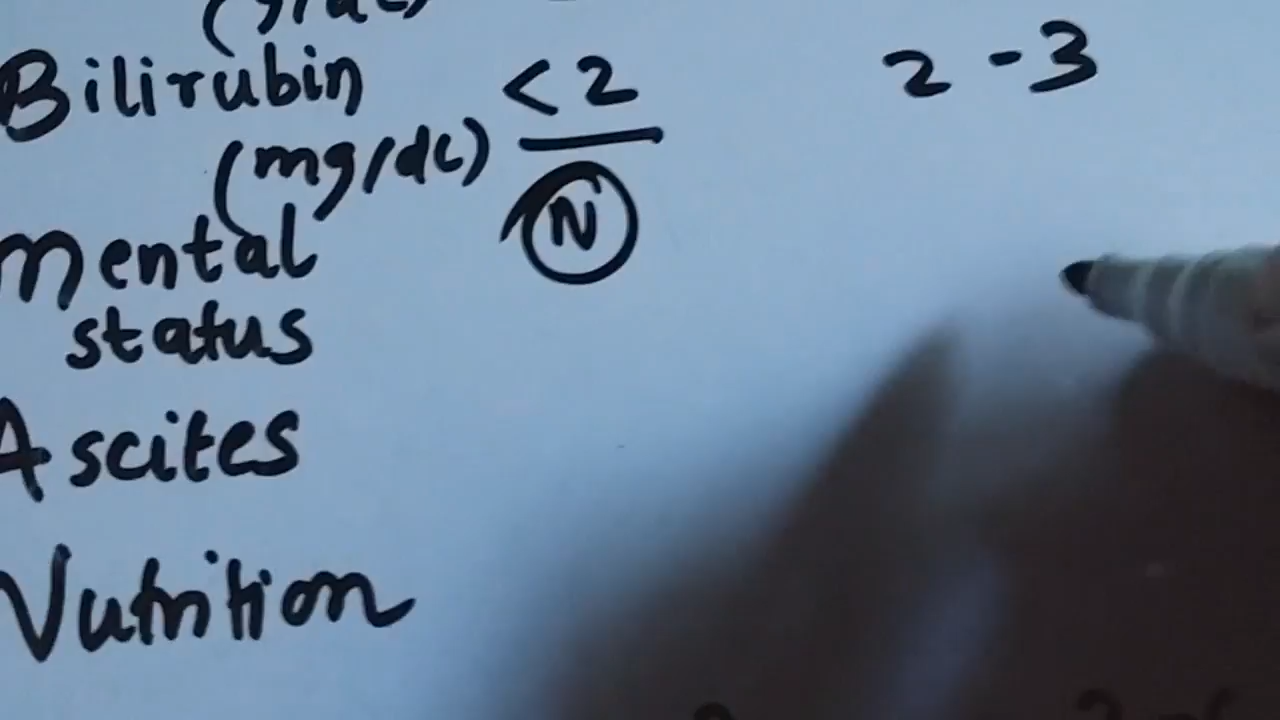 Bilirubin <2 2-3
(mg/dl) N
Mental
status
Ascites
Nutrition